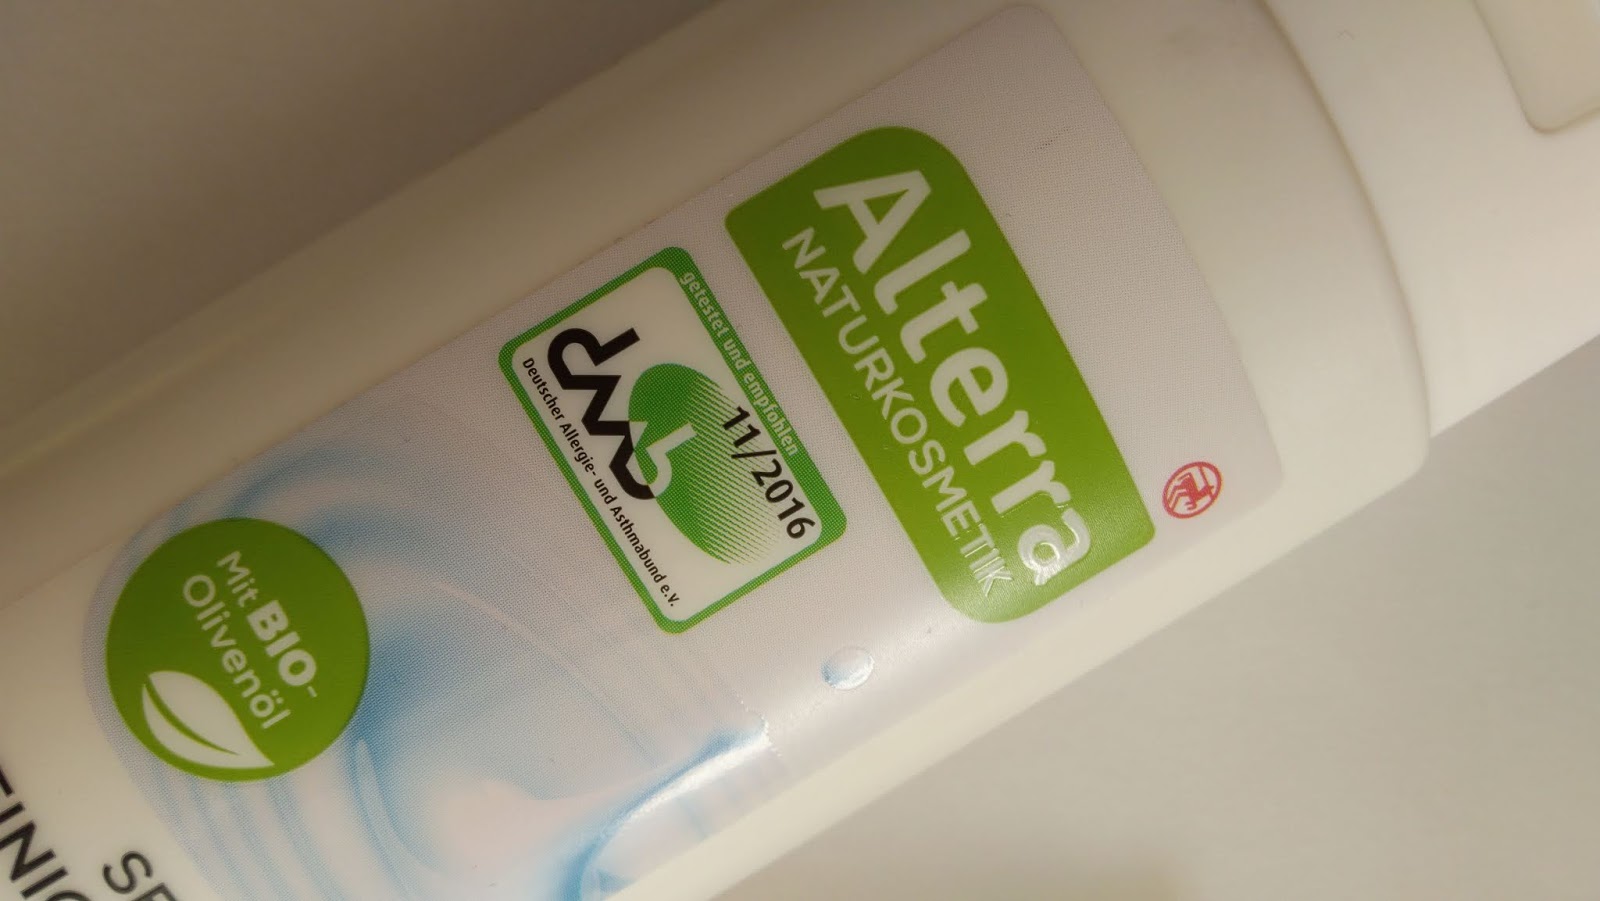 Alterra
NATURKOSMETIK
getestet und empfohlen
daab
11/2016
Deutscher Allergie- und Asthmabund e.V.
Mit BIO-
Olivenöl